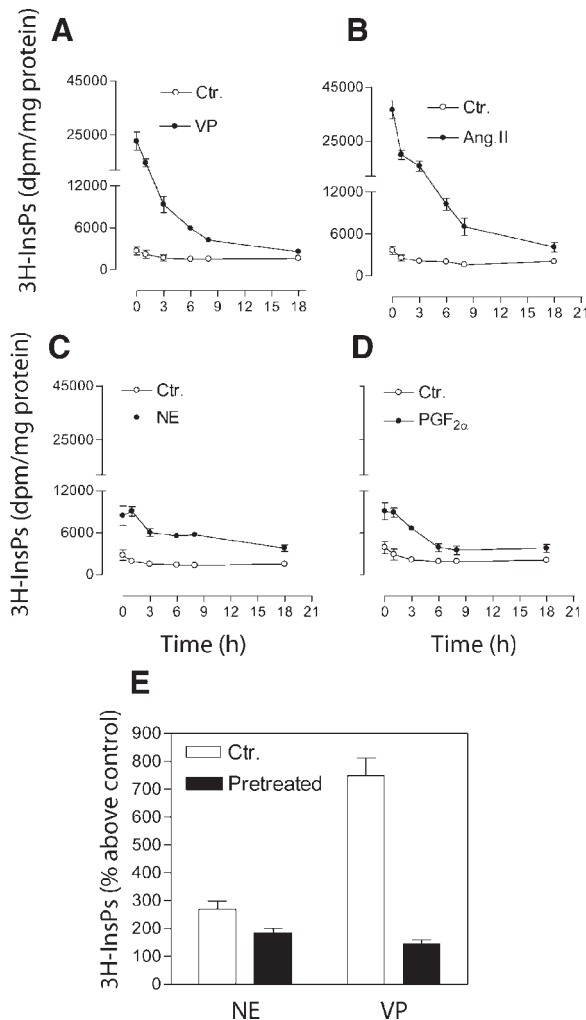 A
B
3H-InsPs (dpm/mg protein)
45000
25000
12000
6000
0
Ctr.
VP
0 3 6 9 12 15 18
45000
25000
12000
6000
0
Ctr.
Ang.II
0 3 6 9 12 15 18 21
C
D
3H-InsPs (dpm/mg protein)
45000
25000
12000
6000
0
Ctr.
NE
0 3 6 9 12 15 18 21
Time (h)
Ctr.
PGF2α
0 3 6 9 12 15 18 21
Time (h)
E
3H-InsPs (% above control)
900
800
700
600
500
400
300
200
100
0
Ctr.
Pretreated
NE VP